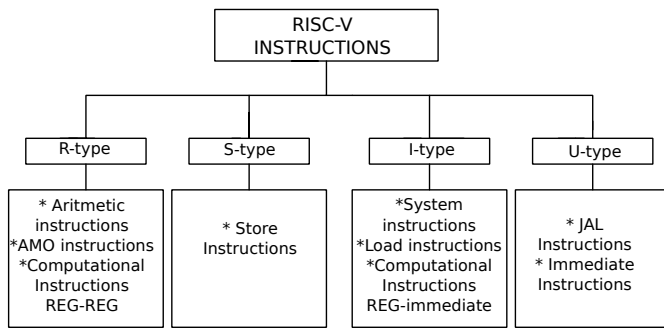 RISC-V
INSTRUCTIONS
R-type
S-type
I-type
U-type
* Aritmetic
instructions
*AMO instructions
*Computational
Instructions
REG-REG
* Store
Instructions
*System
instructions
*Load instructions
*Computational
Instructions
REG-immediate
* JAL
Instructions
* Immediate
Instructions